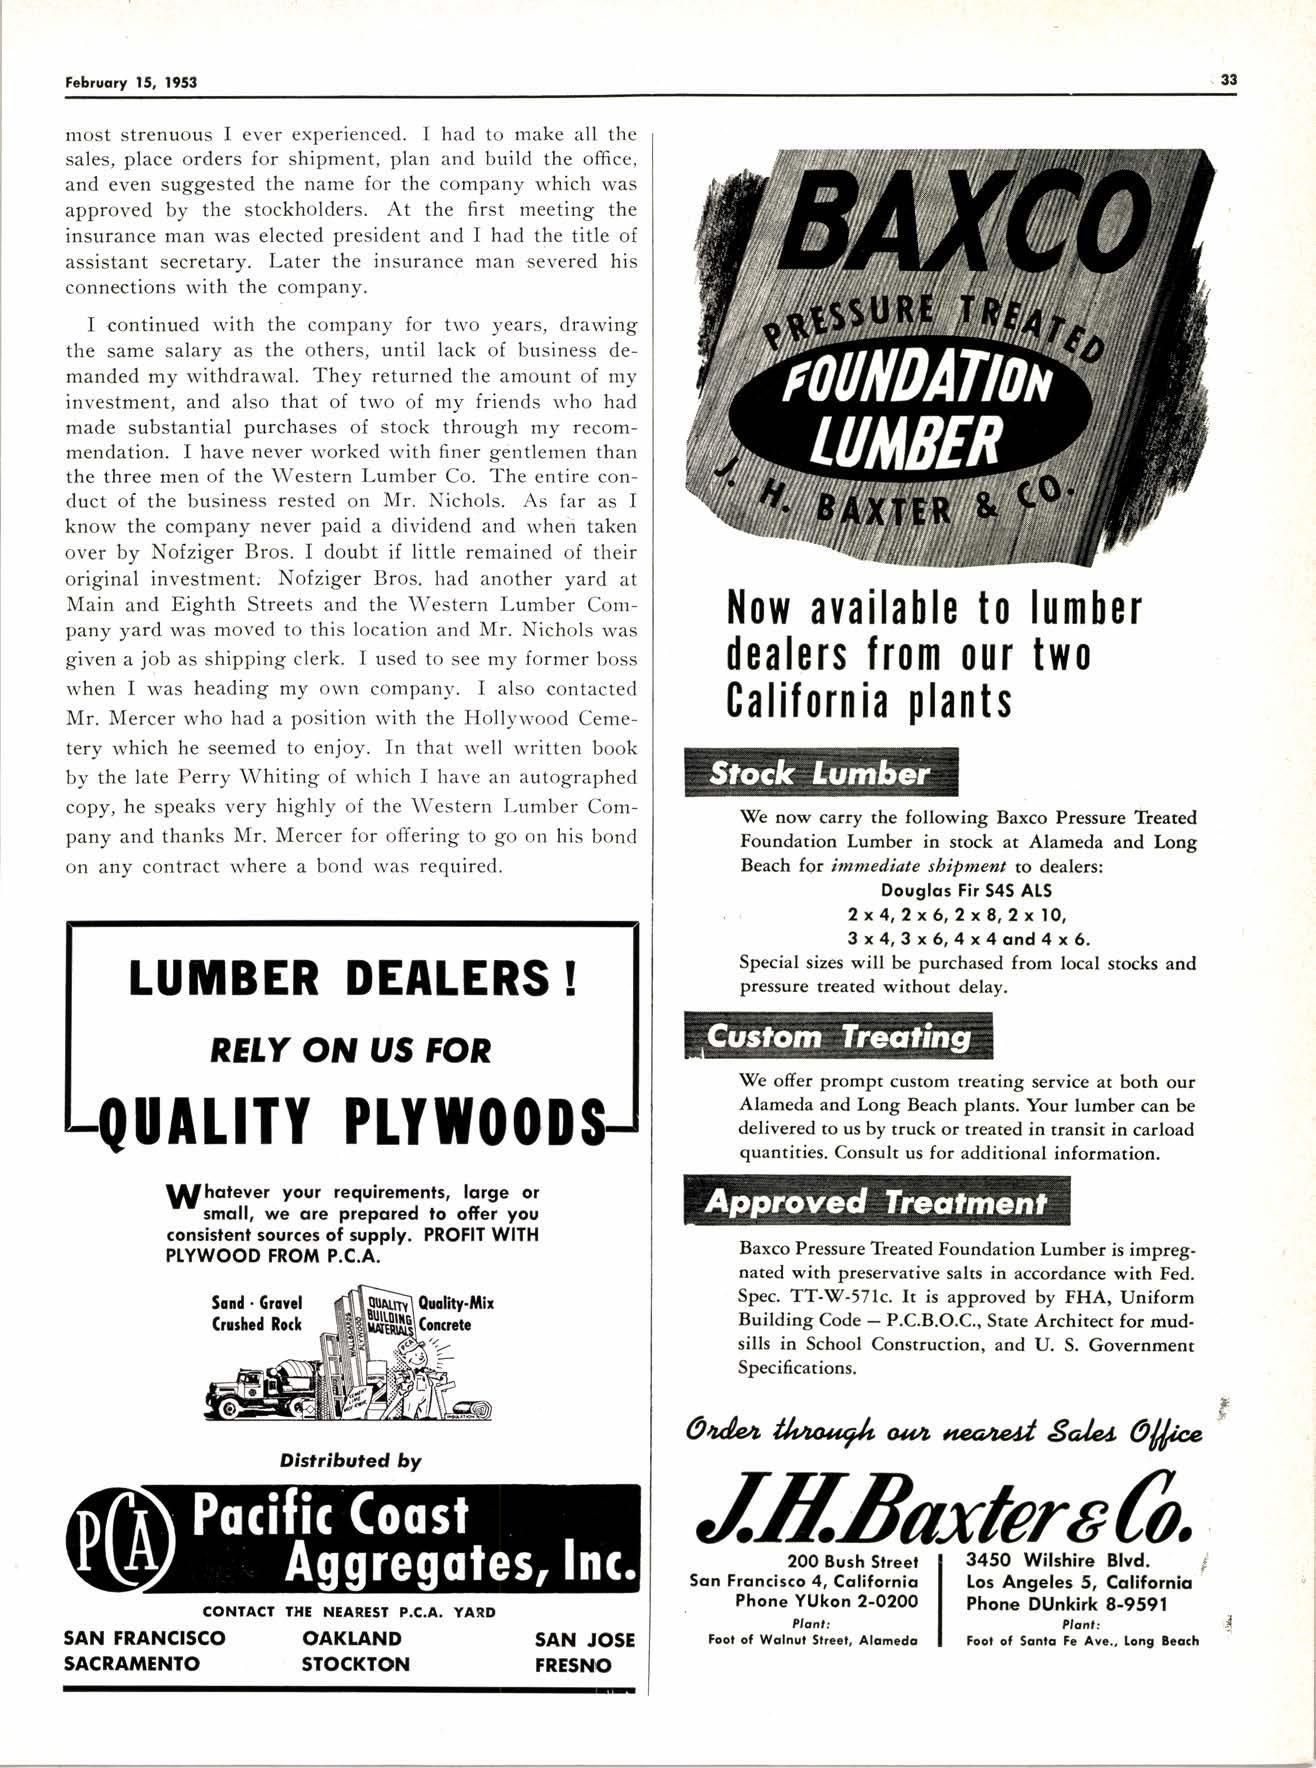 February 15, 1953
33
most strenuous I ever experienced. I had to make all the
sales, place orders for shipment, plan and build the office,
and even suggested the name for the company which was
approved by the stockholders. At the first meeting the
insurance man was elected president and I had the title of
assistant secretary. Later the insurance man severed his
connections with the company.
I continued with the company for two years, drawing
the same salary as the others, until lack of business de-
manded my withdrawal. They returned the amount of my
investment, and also that of two of my friends who had
made substantial purchases of stock through my recom-
mendation. I have never worked with finer gentlemen than
the three men of the Western Lumber Co. The entire con-
duct of the business rested on Mr. Nichols. As far as I
know the company never paid a dividend and when taken
over by Nofziger Bros. I doubt if little remained of their
original investment. Nofziger Bros. had another yard at
Main and Eighth Streets and the Western Lumber Com-
pany yard was moved to this location and Mr. Nichols was
given a job as shipping clerk. I used to see my former boss
when I was heading my own company. I also contacted
Mr. Mercer who had a position with the Hollywood Ceme-
tery which he seemed to enjoy. In that well written book
by the late Perry Whiting of which I have an autographed
copy, he speaks very highly of the Western Lumber Com-
pany and thanks Mr. Mercer for offering to go on his bond
on any contract where a bond was required.
LUMBER DEALERS!
RELY ON US FOR
QUALITY PLYWOODS
Whatever your requirements, large or
small, we are prepared to offer you
consistent sources of supply. PROFIT WITH
PLYWOOD FROM P.C.A.
Sand · Gravel
Crushed Rock
QUALITY
BUILDING
MATERIALS
WALLBOARDS
PLYWOOD
PCA
CEMENT
LIME
INSULATION
Quality-Mix
Concrete
Distributed by
PCA
Pacific Coast
Aggregates, Inc.
CONTACT THE NEAREST P.C.A. YARD
SAN FRANCISCO OAKLAND SAN JOSE
SACRAMENTO STOCKTON FRESNO
BAXCO
PRESSURE TREATED
FOUNDATION
LUMBER
J. H. BAXTER & CO.
Now available to lumber
dealers from our two
California plants
Stock Lumber
We now carry the following Baxco Pressure Treated
Foundation Lumber in stock at Alameda and Long
Beach for immediate shipment to dealers:
Douglas Fir S4S ALS
2 x 4, 2 x 6, 2 x 8, 2 x 10,
3 x 4, 3 x 6, 4 x 4 and 4 x 6.
Special sizes will be purchased from local stocks and
pressure treated without delay.
Custom Treating
We offer prompt custom treating service at both our
Alameda and Long Beach plants. Your lumber can be
delivered to us by truck or treated in transit in carload
quantities. Consult us for additional information.
Approved Treatment
Baxco Pressure Treated Foundation Lumber is impreg-
nated with preservative salts in accordance with Fed.
Spec. TT-W-571c. It is approved by FHA, Uniform
Building Code — P.C.B.O.C., State Architect for mud-
sills in School Construction, and U. S. Government
Specifications.
Order through our nearest Sales Office
J.H.Baxter & Co.
200 Bush Street
San Francisco 4, California
Phone YUkon 2-0200
Plant:
Foot of Walnut Street, Alameda
3450 Wilshire Blvd.
Los Angeles 5, California
Phone DUnkirk 8-9591
Plant:
Foot of Santa Fe Ave., Long Beach